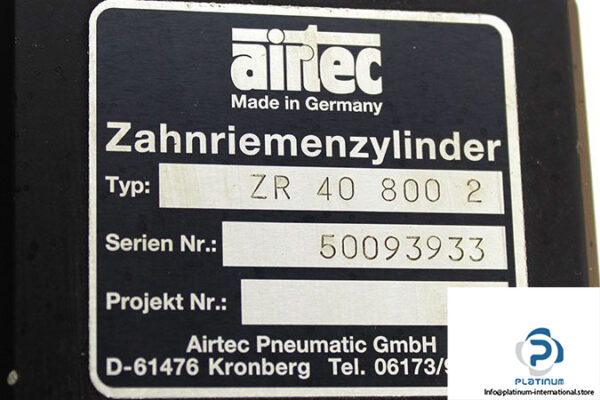 airtec
Made in Germany
Zahnriemenzylinder
Typ: ZR 40 800 2
Serien Nr.: 50093933
Projekt Nr.:
Airtec Pneumatic GmbH
D-61476 Kronberg Tel. 06173/9
PLATINUM
Info@platinum-international.store